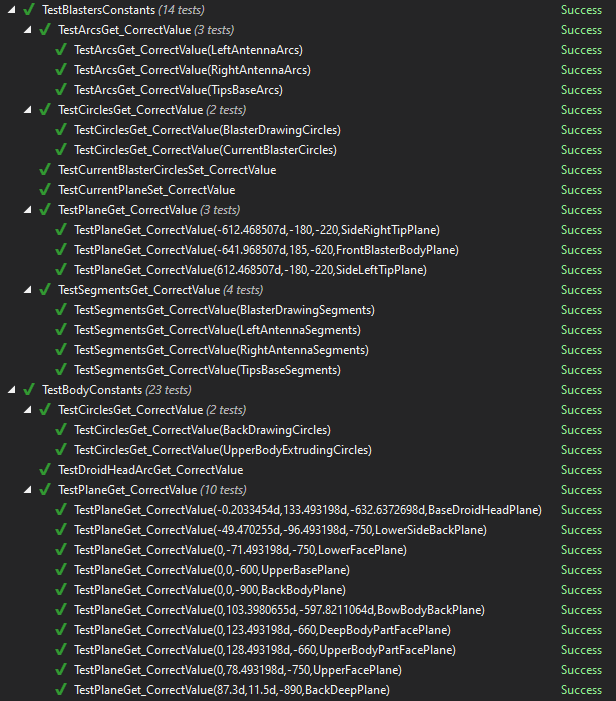 TestBlastersConstants (14 tests) Success
TestArcsGet_CorrectValue (3 tests) Success
TestArcsGet_CorrectValue(LeftAntennaArcs) Success
TestArcsGet_CorrectValue(RightAntennaArcs) Success
TestArcsGet_CorrectValue(TipsBaseArcs) Success
TestCirclesGet_CorrectValue (2 tests) Success
TestCirclesGet_CorrectValue(BlasterDrawingCircles) Success
TestCirclesGet_CorrectValue(CurrentBlasterCircles) Success
TestCurrentBlasterCirclesSet_CorrectValue Success
TestCurrentPlaneSet_CorrectValue Success
TestPlaneGet_CorrectValue (3 tests) Success
TestPlaneGet_CorrectValue(-612.468507d,-180,-220,SideRightTipPlane) Success
TestPlaneGet_CorrectValue(-641.968507d,185,-620,FrontBlasterBodyPlane) Success
TestPlaneGet_CorrectValue(612.468507d,-180,-220,SideLeftTipPlane) Success
TestSegmentsGet_CorrectValue (4 tests) Success
TestSegmentsGet_CorrectValue(BlasterDrawingSegments) Success
TestSegmentsGet_CorrectValue(LeftAntennaSegments) Success
TestSegmentsGet_CorrectValue(RightAntennaSegments) Success
TestSegmentsGet_CorrectValue(TipsBaseSegments) Success
TestBodyConstants (23 tests) Success
TestCirclesGet_CorrectValue (2 tests) Success
TestCirclesGet_CorrectValue(BackDrawingCircles) Success
TestCirclesGet_CorrectValue(UpperBodyExtrudingCircles) Success
TestDroidHeadArcGet_CorrectValue Success
TestPlaneGet_CorrectValue (10 tests) Success
TestPlaneGet_CorrectValue(-0.2033454d,133.493198d,-632.6372698d,BaseDroidHeadPlane) Success
TestPlaneGet_CorrectValue(-49.470255d,-96.493198d,-750,LowerSideBackPlane) Success
TestPlaneGet_CorrectValue(0,-71.493198d,-750,LowerFacePlane) Success
TestPlaneGet_CorrectValue(0,0,-600,UpperBasePlane) Success
TestPlaneGet_CorrectValue(0,0,-900,BackBodyPlane) Success
TestPlaneGet_CorrectValue(0,103.3980655d,-597.8211064d,BowBodyBackPlane) Success
TestPlaneGet_CorrectValue(0,123.493198d,-660,DeepBodyPartFacePlane) Success
TestPlaneGet_CorrectValue(0,128.493198d,-660,UpperBodyPartFacePlane) Success
TestPlaneGet_CorrectValue(0,78.493198d,-750,UpperFacePlane) Success
TestPlaneGet_CorrectValue(87.3d,11.5d,-890,BackDeepPlane) Success